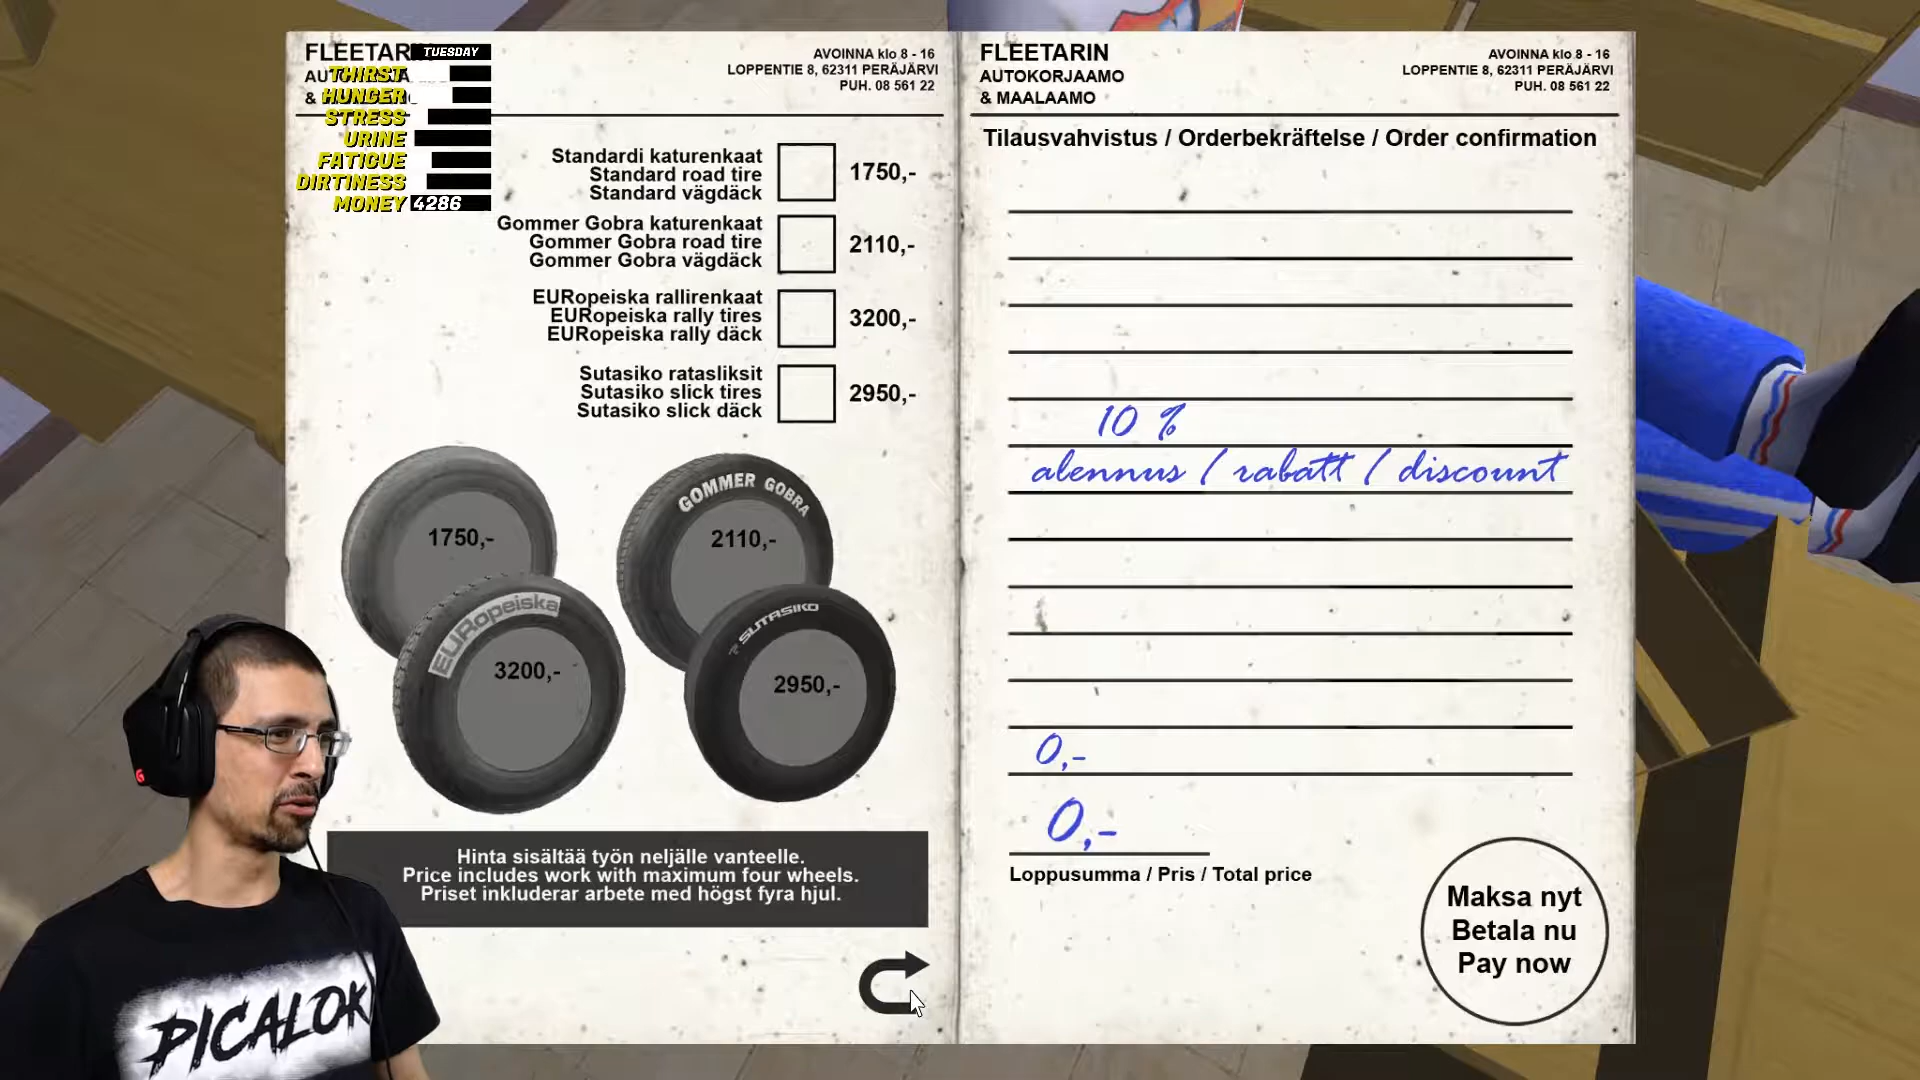 FLEETARIN
TUESDAY
THIRST
HUNGER
STRESS
URINE
FATIGUE
DIRTINESS
MONEY 4286
AVOINNA klo 8 - 16
LOPPENTIE 8, 62311 PERÄJÄRVI
PUH. 08 561 22
Standardi katurenkaat
Standard road tire
Standard vägdäck
1750,-
Gommer Gobra katurenkaat
Gommer Gobra road tire
Gommer Gobra vägdäck
2110,-
EURopeiska rallirenkaat
EURopeiska rally tires
EURopeiska rally däck
3200,-
Sutasiko ratasliksit
Sutasiko slick tires
Sutasiko slick däck
2950,-
1750,-
GOMMER GOBRA
2110,-
EURopeiska
3200,-
SUTASIKO
2950,-
Hinta sisältää työn neljälle vanteelle.
Price includes work with maximum four wheels.
Priset inkluderar arbete med högst fyra hjul.
FLEETARIN
AUTOKORJAAMO
& MAALAAMO
AVOINNA klo 8 - 16
LOPPENTIE 8, 62311 PERÄJÄRVI
PUH. 08 561 22
Tilausvahvistus / Orderbekräftelse / Order confirmation
10 %
alennus / rabatt / discount
0,-
0,-
Loppusumma / Pris / Total price
Maksa nyt
Betala nu
Pay now
G
PICALOK